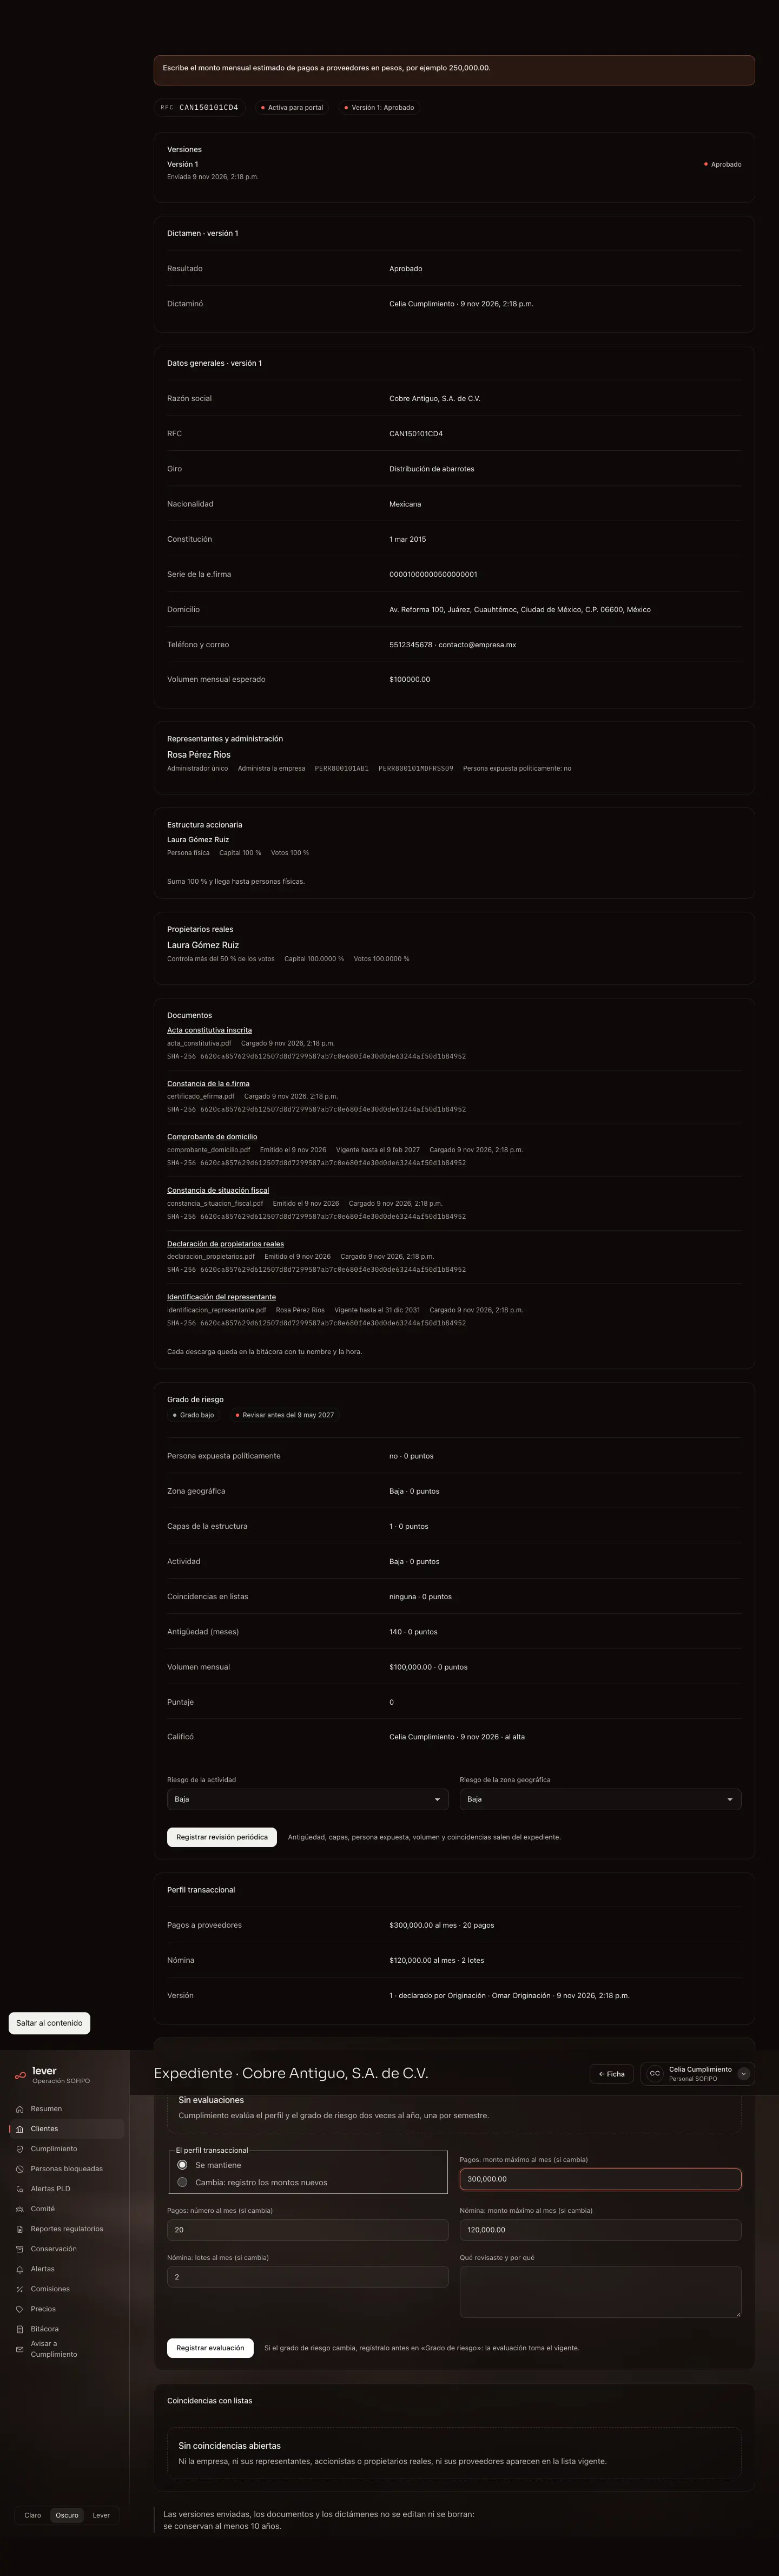 Escribe el monto mensual estimado de pagos a proveedores en pesos, por ejemplo 250,000.00.
RFC CAN150101CD4
Activa para portal
Versión 1: Aprobado
Versiones
Versión 1
Aprobado
Enviada 9 nov 2026, 2:18 p.m.
Dictamen · versión 1
Resultado Aprobado
Dictaminó Celia Cumplimiento · 9 nov 2026, 2:18 p.m.
Datos generales · versión 1
Razón social Cobre Antiguo, S.A. de C.V.
RFC CAN150101CD4
Giro Distribución de abarrotes
Nacionalidad Mexicana
Constitución 1 mar 2015
Serie de la e.firma 00001000000500000001
Domicilio Av. Reforma 100, Juárez, Cuauhtémoc, Ciudad de México, C.P. 06600, México
Teléfono y correo 5512345678 · contacto@empresa.mx
Volumen mensual esperado $100000.00
Representantes y administración
Rosa Pérez Ríos
Administrador único Administra la empresa PERR800101AB1 PERR800101MDFRSS09 Persona expuesta políticamente: no
Estructura accionaria
Laura Gómez Ruiz
Persona física Capital 100 % Votos 100 %
Suma 100 % y llega hasta personas físicas.
Propietarios reales
Laura Gómez Ruiz
Controla más del 50 % de los votos Capital 100.0000 % Votos 100.0000 %
Documentos
Acta constitutiva inscrita
acta_constitutiva.pdf Cargado 9 nov 2026, 2:18 p.m.
SHA-256 6620ca857629d612507d8d7299587ab7c0e680f4e30d0de63244af50d1b84952
Constancia de la e.firma
certificado_efirma.pdf Cargado 9 nov 2026, 2:18 p.m.
SHA-256 6620ca857629d612507d8d7299587ab7c0e680f4e30d0de63244af50d1b84952
Comprobante de domicilio
comprobante_domicilio.pdf Emitido el 9 nov 2026 Vigente hasta el 9 feb 2027 Cargado 9 nov 2026, 2:18 p.m.
SHA-256 6620ca857629d612507d8d7299587ab7c0e680f4e30d0de63244af50d1b84952
Constancia de situación fiscal
constancia_situacion_fiscal.pdf Emitido el 9 nov 2026 Cargado 9 nov 2026, 2:18 p.m.
SHA-256 6620ca857629d612507d8d7299587ab7c0e680f4e30d0de63244af50d1b84952
Declaración de propietarios reales
declaracion_propietarios.pdf Emitido el 9 nov 2026 Cargado 9 nov 2026, 2:18 p.m.
SHA-256 6620ca857629d612507d8d7299587ab7c0e680f4e30d0de63244af50d1b84952
Identificación del representante
identificacion_representante.pdf Rosa Pérez Ríos Vigente hasta el 31 dic 2031 Cargado 9 nov 2026, 2:18 p.m.
SHA-256 6620ca857629d612507d8d7299587ab7c0e680f4e30d0de63244af50d1b84952
Cada descarga queda en la bitácora con tu nombre y la hora.
Grado de riesgo
Grado bajo
Revisar antes del 9 may 2027
Persona expuesta políticamente no · 0 puntos
Zona geográfica Baja · 0 puntos
Capas de la estructura 1 · 0 puntos
Actividad Baja · 0 puntos
Coincidencias en listas ninguna · 0 puntos
Antigüedad (meses) 140 · 0 puntos
Volumen mensual $100,000.00 · 0 puntos
Puntaje 0
Calificó Celia Cumplimiento · 9 nov 2026 · al alta
Riesgo de la actividad
Baja
Riesgo de la zona geográfica
Baja
Registrar revisión periódica
Antigüedad, capas, persona expuesta, volumen y coincidencias salen del expediente.
Perfil transaccional
Pagos a proveedores $300,000.00 al mes · 20 pagos
Nómina $120,000.00 al mes · 2 lotes
Versión 1 · declarado por Originación · Omar Originación · 9 nov 2026, 2:18 p.m.
Saltar al contenido
lever
Operación SOFIPO
Expediente · Cobre Antiguo, S.A. de C.V.
← Ficha
CC
Celia Cumplimiento
Personal SOFIPO
Resumen
Clientes
Cumplimiento
Personas bloqueadas
Alertas PLD
Comité
Reportes regulatorios
Conservación
Alertas
Comisiones
Precios
Bitácora
Avisar a
Cumplimiento
Claro
Oscuro
Lever
Sin evaluaciones
Cumplimiento evalúa el perfil y el grado de riesgo dos veces al año, una por semestre.
El perfil transaccional
Se mantiene
Cambia: registro los montos nuevos
Pagos: monto máximo al mes (si cambia)
300,000.00
Pagos: número al mes (si cambia)
20
Nómina: monto máximo al mes (si cambia)
120,000.00
Nómina: lotes al mes (si cambia)
2
Qué revisaste y por qué
Registrar evaluación
Si el grado de riesgo cambia, regístralo antes en «Grado de riesgo»: la evaluación toma el vigente.
Coincidencias con listas
Sin coincidencias abiertas
Ni la empresa, ni sus representantes, accionistas o propietarios reales, ni sus proveedores aparecen en la lista vigente.
Las versiones enviadas, los documentos y los dictámenes no se editan ni se borran:
se conservan al menos 10 años.